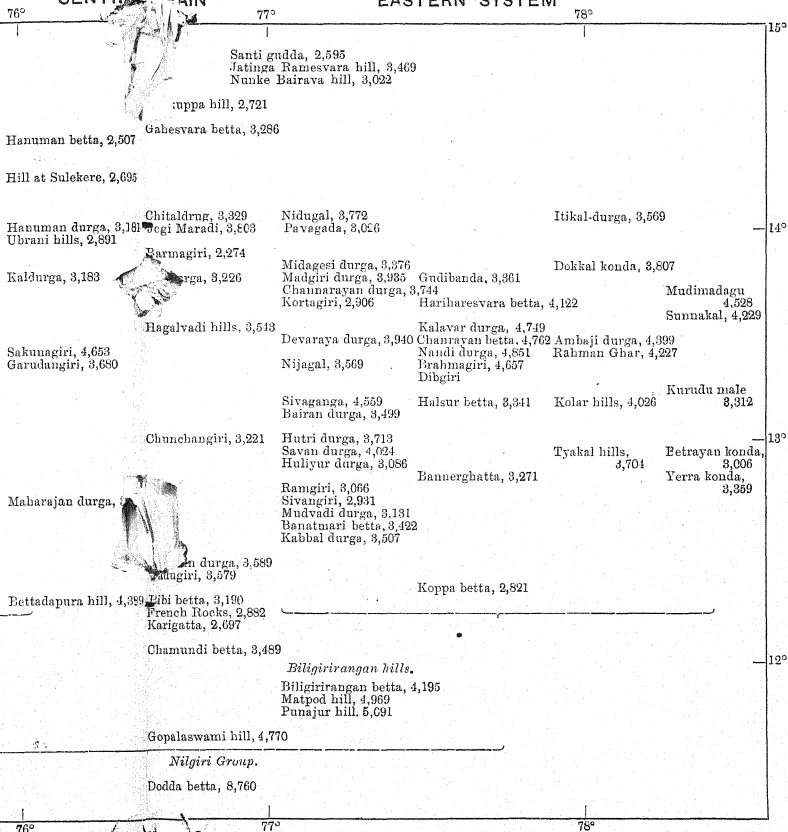 EASTERN SYSTEM
76° 77° 78°
15°
Santi gudda, 2,595
Jatinga Ramesvara hill, 3,469
Nunke Bairava hill, 3,022
uppa hill, 2,721
Gahesvara betta, 3,286
Hanuman betta, 2,507
Hill at Sulekere, 2,695
Chitaldrug, 3,329 Nidugal, 3,772 Itikal-durga, 3,569
Hanuman durga, 3,181 Jogi Maradi, 3,803 Pavagada, 3,026 14°
Ubrani hills, 2,891
Barmagiri, 2,274
Midagesi durga, 3,376 Dokkal konda, 3,807
Kaldurga, 3,183 3,226 Madgiri durga, 3,935 Gudibanda, 3,361
Channarayan durga, 3,744 Mudimadagu
Kortagiri, 2,906 Hariharesvara betta, 4,122 4,528
Sunnakal, 4,229
Hagalvadi hills, 3,543 Kalavar durga, 4,749
Devaraya durga, 3,940 Channravan betta, 4,762 Ambaji durga, 4,399
Sakunagiri, 4,653 Nandi durga, 4,851 Rahman Ghar, 4,227
Garudangiri, 3,680 Nijagal, 3,569 Brahmagiri, 4,657
Dibgiri
Kurudu male
Sivaganga, 4,559 Halsur betta, 3,341 Kolar hills, 4,026 3,312
Bairan durga, 3,499
Chunchangiri, 3,221 Hutri durga, 3,713 13°
Savan durga, 4,024 Tyakal hills, Betrayan konda,
Huliyur durga, 3,086 3,704 3,006
Bannerghatta, 3,271 Yerra konda,
Ramgiri, 3,066 3,359
Maharajan durga, Sivangiri, 2,931
Mudvadi durga, 3,131
Banatmari betta, 3,422
Kabbal durga, 3,507
n durga, 3,589
Yadugiri, 3,579
Koppa betta, 2,821
Bettadapura hill, 4,389 Bibi betta, 3,190
French Rocks, 2,882
Karigatta, 2,697
Chamundi betta, 3,489
12°
Biligirirangan hills.
Biligirirangan betta, 4,195
Matpod hill, 4,969
Punajur hill. 5,091
Gopalaswami hill, 4,770
Nilgiri Group.
Dodda betta, 8,760
76° 77° 78°